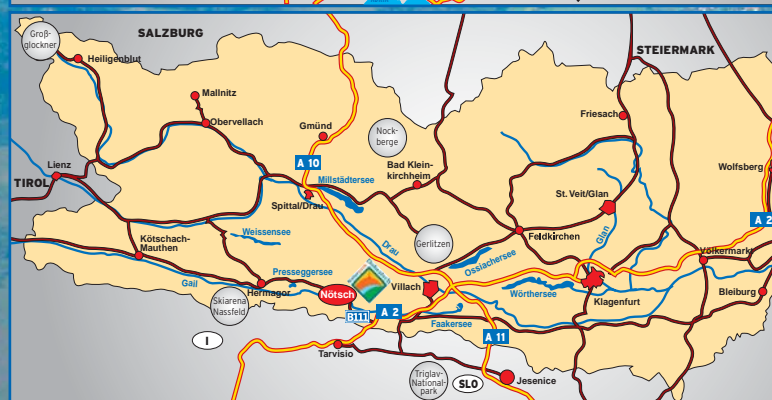 SALZBURG
STEIERMARK
Groß-
glockner
Heiligenblut
Mallnitz
Obervellach
Gmünd
Nock-
berge
Friesach
A 10
Bad Klein-
kirchheim
Lienz
TIROL
Millstädtersee
Spittal/Drau
St. Veit/Glan
Wolfsberg
A 2
Kötschach-
Mauthen
Weissensee
Drau
Gerlitzen
Feldkirchen
Glan
Völkermarkt
Gail
Presseggersee
Ossiachersee
Hermagor
Nötsch
Villach
Wörthersee
Klagenfurt
Bleiburg
Skiarena
Nassfeld
B111
A 2
Faakersee
A 11
I
Tarvisio
Triglav-
National-
park
SLO
Jesenice